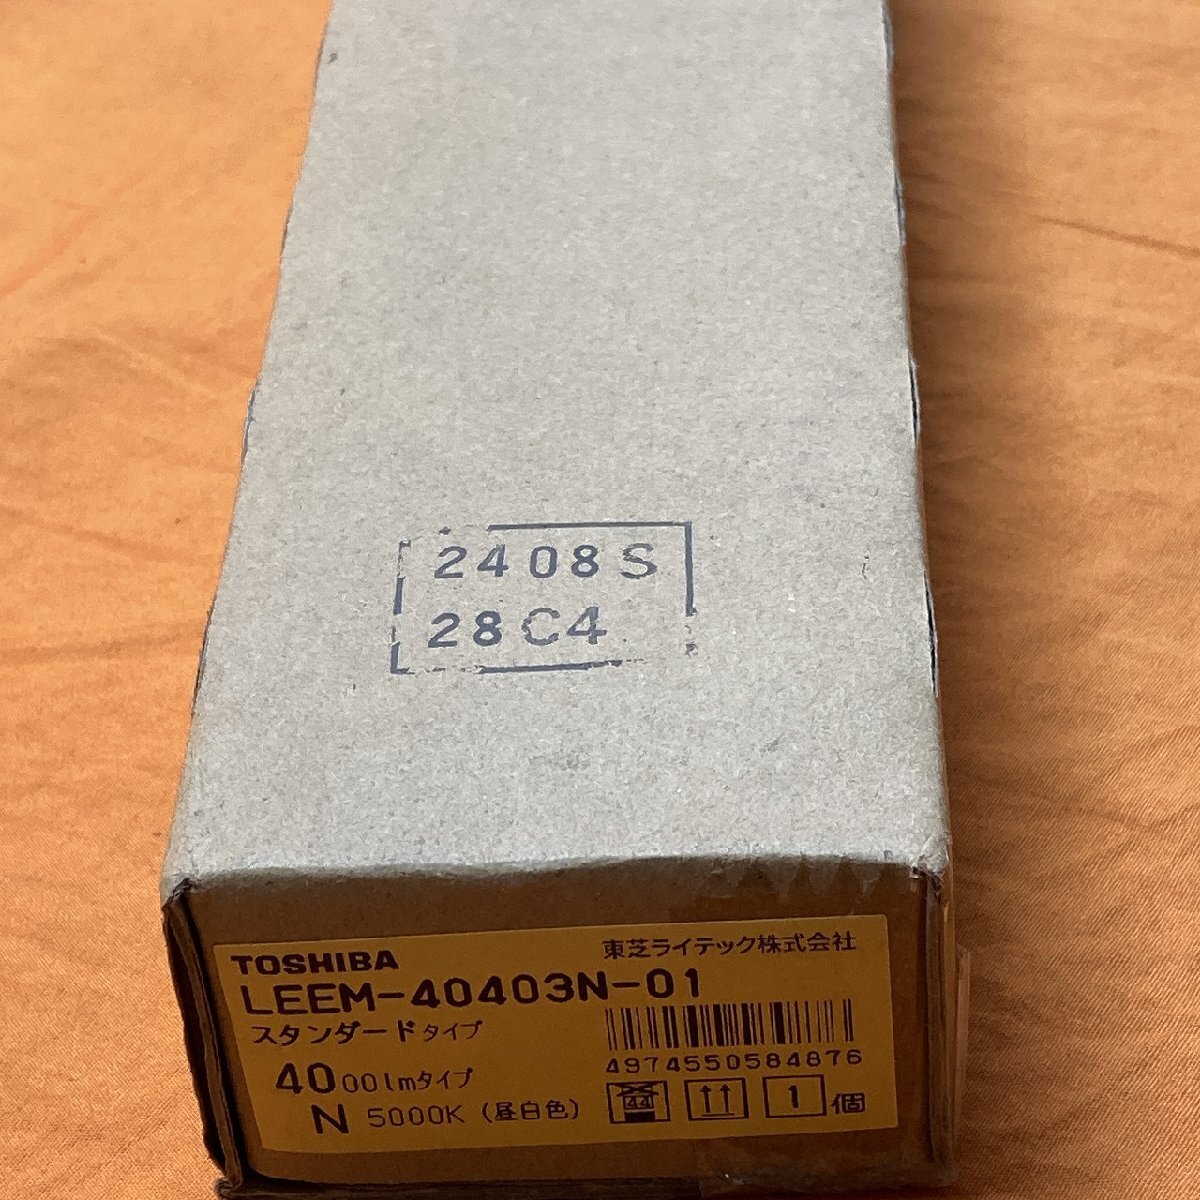 2408S
28C4
TOSHIBA
東芝ライテック株式会社
LEEM-40403N-01
スタンダードタイプ
4974550584876
4000lmタイプ
N 5000K (昼白色)
44
1個